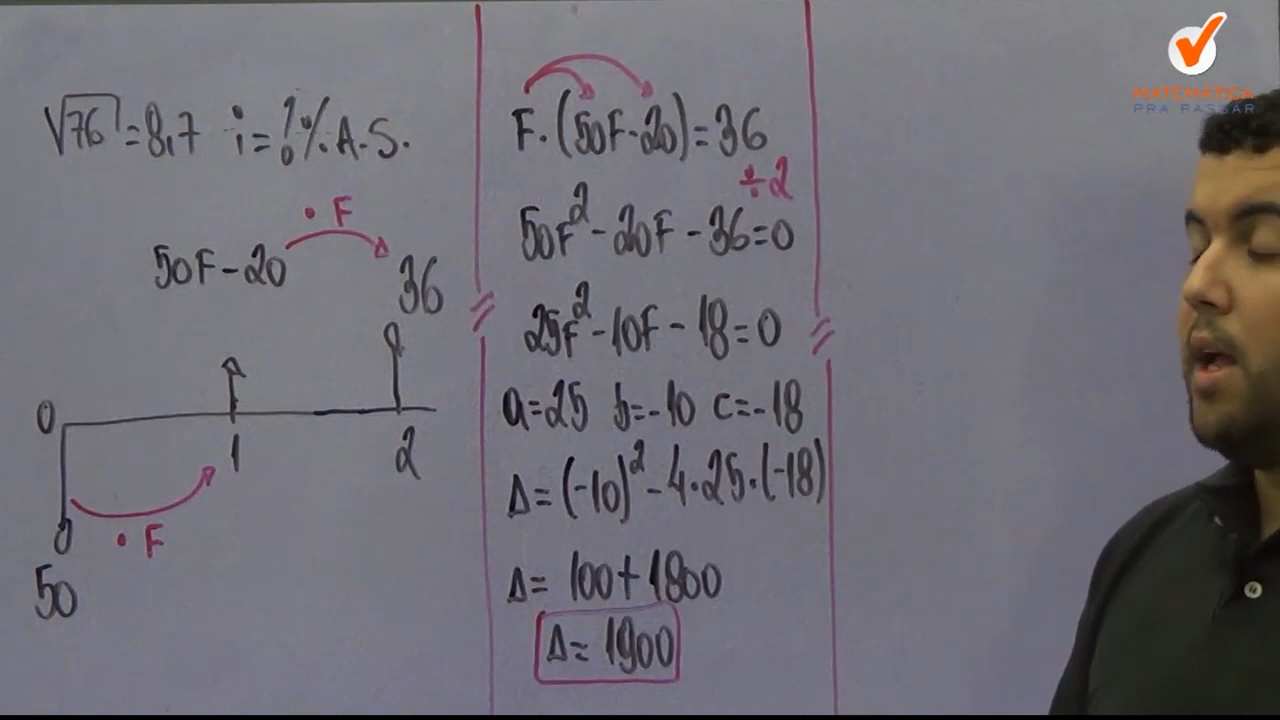 √76 = 8,7 i = ?% A.S.
50F - 20
• F
36
0
1
2
• F
50
F • (50F - 20) = 36
÷2
50F² - 20F - 36 = 0
25F² - 10F - 18 = 0
a = 25 b = -10 c = -18
Δ = (-10)² - 4 • 25 • (-18)
Δ = 100 + 1800
Δ = 1900
MATEMÁTICA
PRA PASSAR